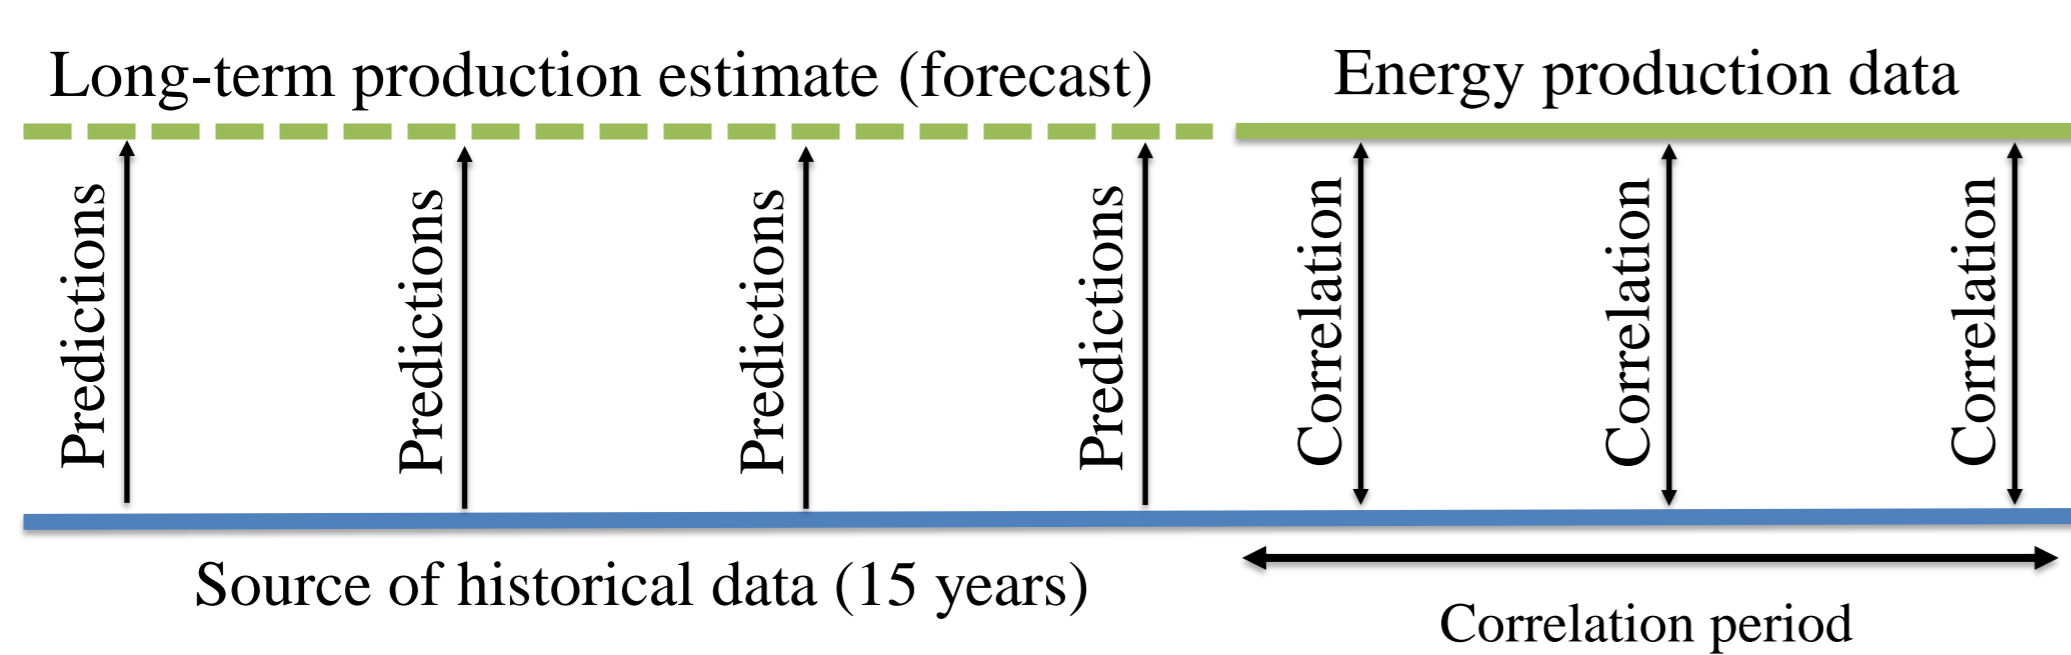 Long-term production estimate (forecast)
Energy production data
Predictions
Predictions
Predictions
Predictions
Correlation
Correlation
Correlation
Source of historical data (15 years)
Correlation period